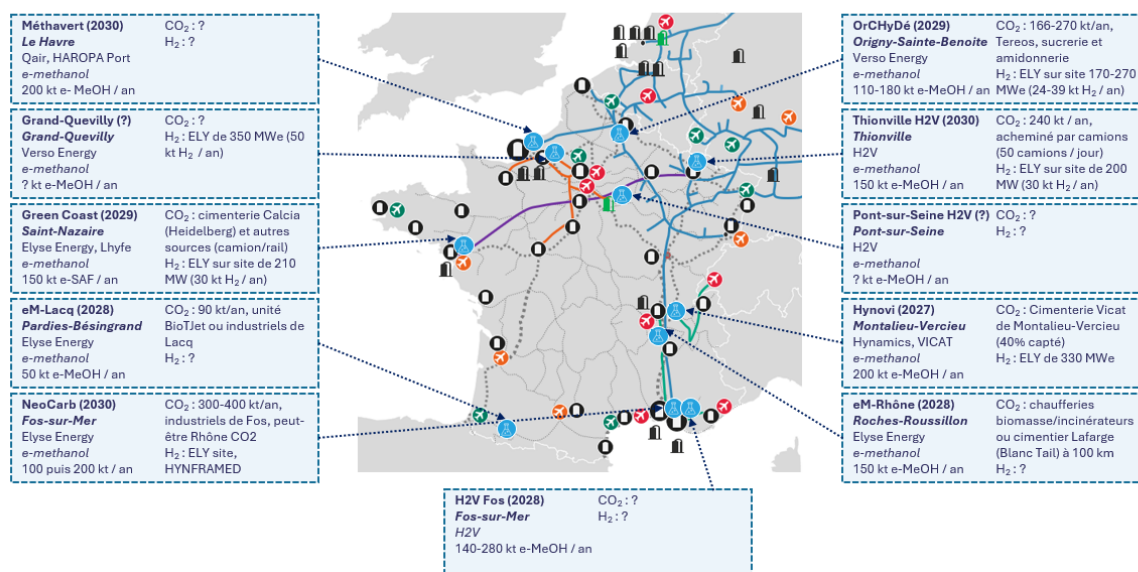 Méthavert (2030)
Le Havre
Qair, HAROPA Port
e-methanol
200 kt e- MeOH / an
CO₂ : ?
H₂ : ?
Grand-Quevilly (?)
Grand-Quevilly
Verso Energy
e-methanol
? kt e-MeOH / an
CO₂ : ?
H₂ : ELY de 350 MWe (50
kt H₂ / an)
Green Coast (2029)
Saint-Nazaire
Elyse Energy, Lhyfe
e-methanol
150 kt e-SAF / an
CO₂ : cimenterie Calcia
(Heidelberg) et autres
sources (camion/rail)
H₂ : ELY sur site de 210
MW (30 kg H₂ / an)
eM-Lacq (2028)
Pardies-Bésingrand
Elyse Energy
e-methanol
50 kt e-MeOH / an
CO₂ : 90 kt/an, unité
BioTJet ou industriels de
Lacq
H₂ : ?
NeoCarb (2030)
Fos-sur-Mer
Elyse Energy
e-methanol
100 puis 200 kt / an
CO₂ : 300-400 kt/an,
industriels de Fos, peut-
être Rhône CO2
H₂ : ELY site,
HYNFRAMED
H2V Fos (2028)
Fos-sur-Mer
H2V
140-280 kt e-MeOH / an
CO₂ : ?
H₂ : ?
OrCHyDé (2029)
Origny-Sainte-Benoite
Verso Energy
e-methanol
110-180 kt e-MeOH / an
CO₂ : 166-270 kt/an,
Tereos, sucrerie et
amidonnerie
H₂ : ELY sur site 170-270
MWe (24-39 kt H₂ / an)
Thionville H2V (2030)
Thionville
H2V
e-methanol
150 kt e-MeOH / an
CO₂ : 240 kt / an,
acheminé par camions
(50 camions / jour)
H₂ : ELY sur site de 200
MW (30 kg H₂ / an)
Pont-sur-Seine H2V (?)
Pont-sur-Seine
H2V
e-methanol
? kt e-MeOH / an
CO₂ : ?
H₂ : ?
Hynovi (2027)
Montalieu-Vercieu
Hynamics, VICAT
e-methanol
200 kt e-MeOH / an
CO₂ : Cimenterie Vicat
de Montalieu-Vercieu
(40% capté)
H₂ : ELY de 330 MWe
eM-Rhône (2028)
Roches-Roussillon
Elyse Energy
e-methanol
150 kt e-MeOH / an
CO₂ : chaufferies
biomasse/incinérateurs
ou cimentier Lafarge
(Blanc Tail) à 100 km
H₂ : ?